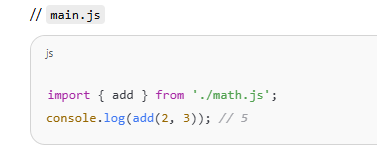 // main.js
js
import { add } from './math.js';
console.log(add(2, 3)); // 5